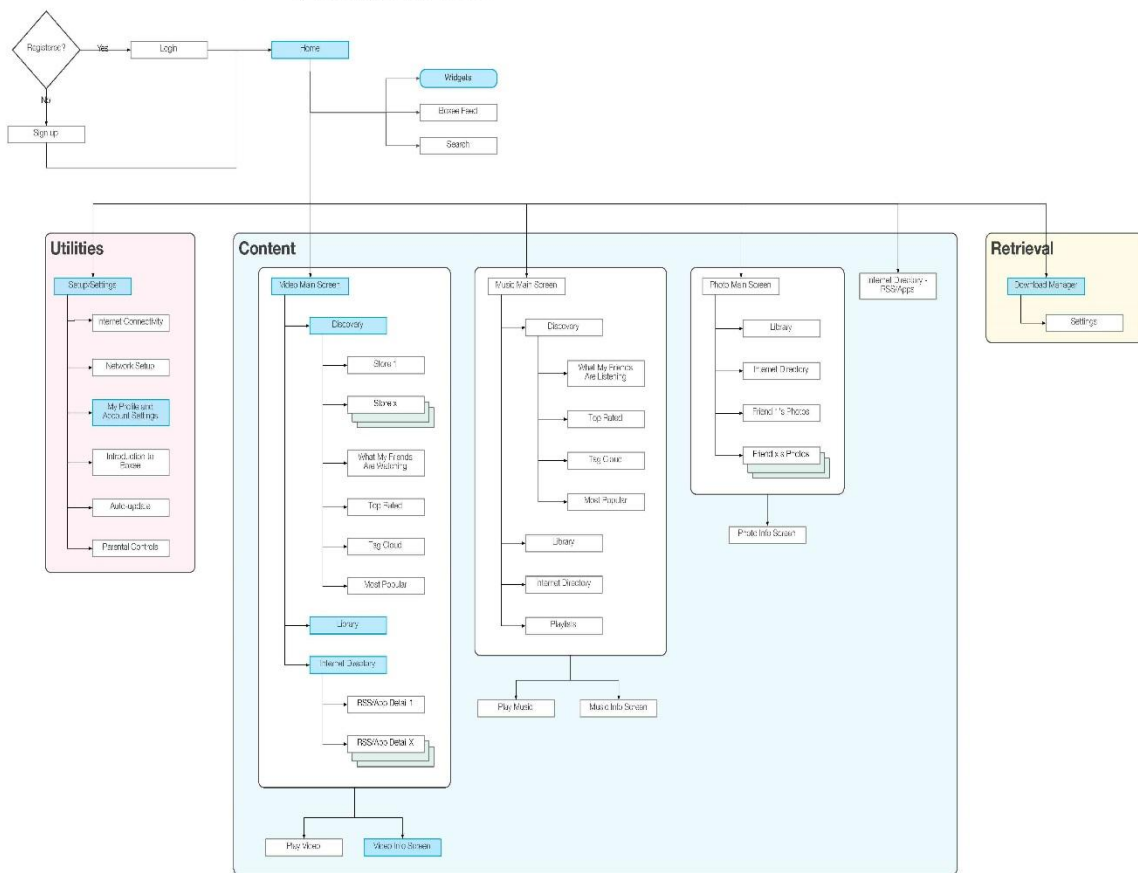 Registered?
Yes
Login
Home
No
Sign up
Widgets
Boxee Feed
Search
Utilities
Setup/Settings
Internet Connectivity
Network Setup
My Profile and
Account Settings
Introduction to
Boxee
Auto-update
Parental Controls
Content
Video Main Screen
Discovery
Store 1
Store x
What My Friends
Are Watching
Top Rated
Tag Cloud
Most Popular
Library
Internet Directory
RSS/App Detail 1
RSS/App Detail X
Play Video
Video Info Screen
Music Main Screen
Discovery
What My Friends
Are Listening
Top Rated
Tag Cloud
Most Popular
Library
Internet Directory
Playlists
Play Music
Music Info Screen
Photo Main Screen
Library
Internet Directory
Friend 1's Photos
Friend x's Photos
Photo Info Screen
Internet Directory -
RSS/Apps
Retrieval
Download Manager
Settings